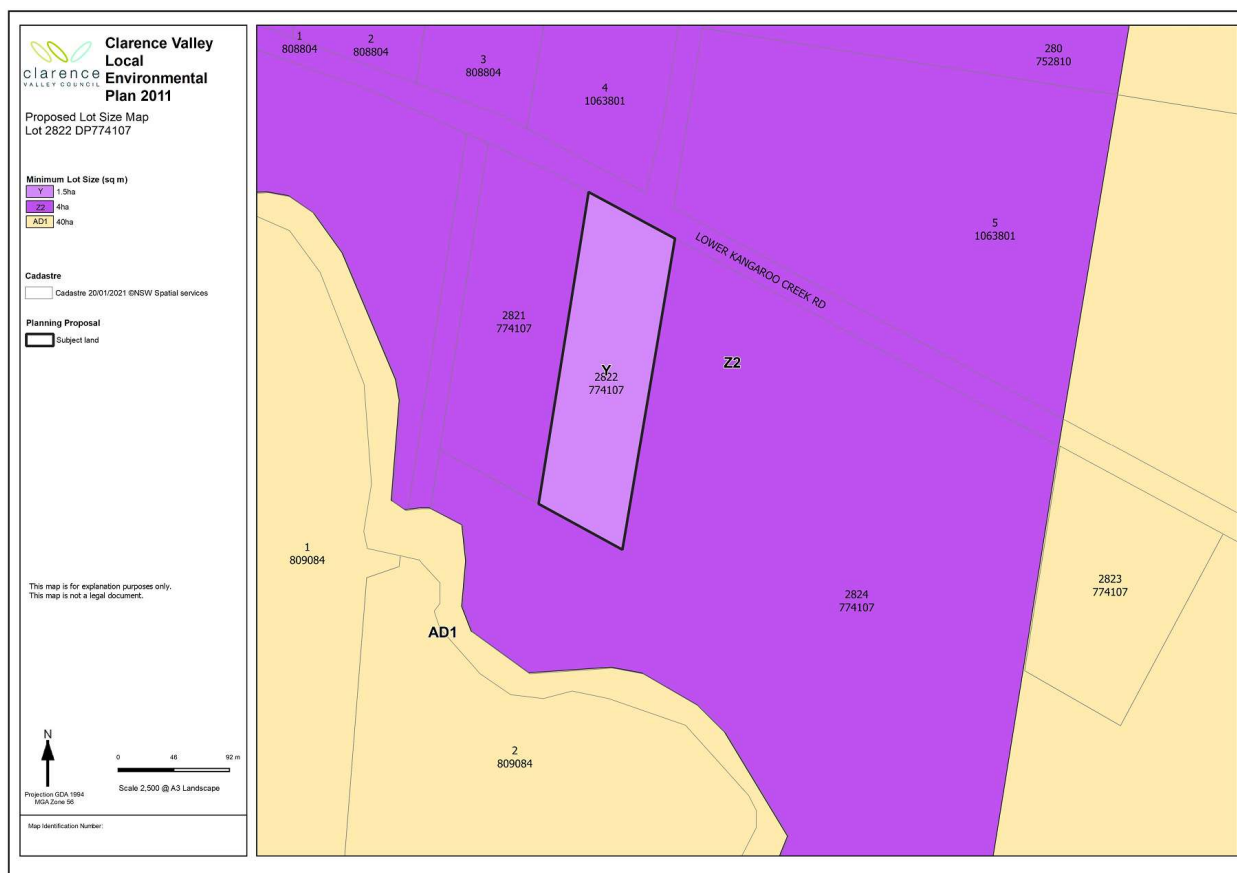 clarence
VALLEY COUNCIL
Clarence Valley
Local
Environmental
Plan 2011
Proposed Lot Size Map
Lot 2822 DP774107
Minimum Lot Size (sq m)
Y 1.5ha
Z2 4ha
AD1 40ha
Cadastre
Cadastre 20/01/2021 ©NSW Spatial services
Planning Proposal
Subject land
This map is for explanation purposes only.
This map is not a legal document.
N
0 46 92 m
Scale 2,500 @ A3 Landscape
Projection GDA 1994
MGA Zone 56
Map Identification Number:
1
808804
2
808804
3
808804
4
1063801
280
752810
5
1063801
LOWER KANGAROO CREEK RD
2821
774107
Y
2822
774107
Z2
1
809084
2824
774107
2823
774107
AD1
2
809084